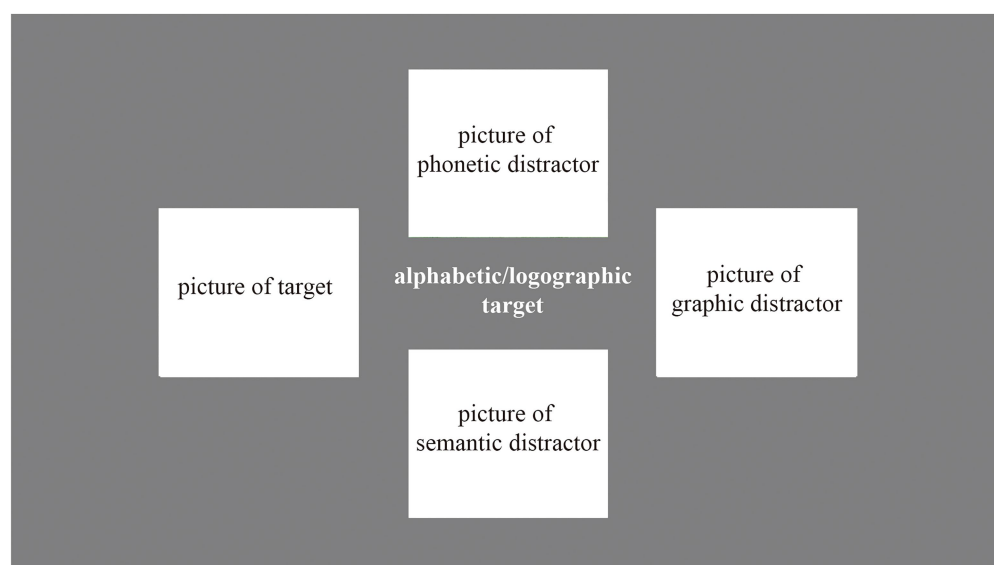 picture of
phonetic distractor
picture of target
alphabetic/logographic
target
picture of
graphic distractor
picture of
semantic distractor